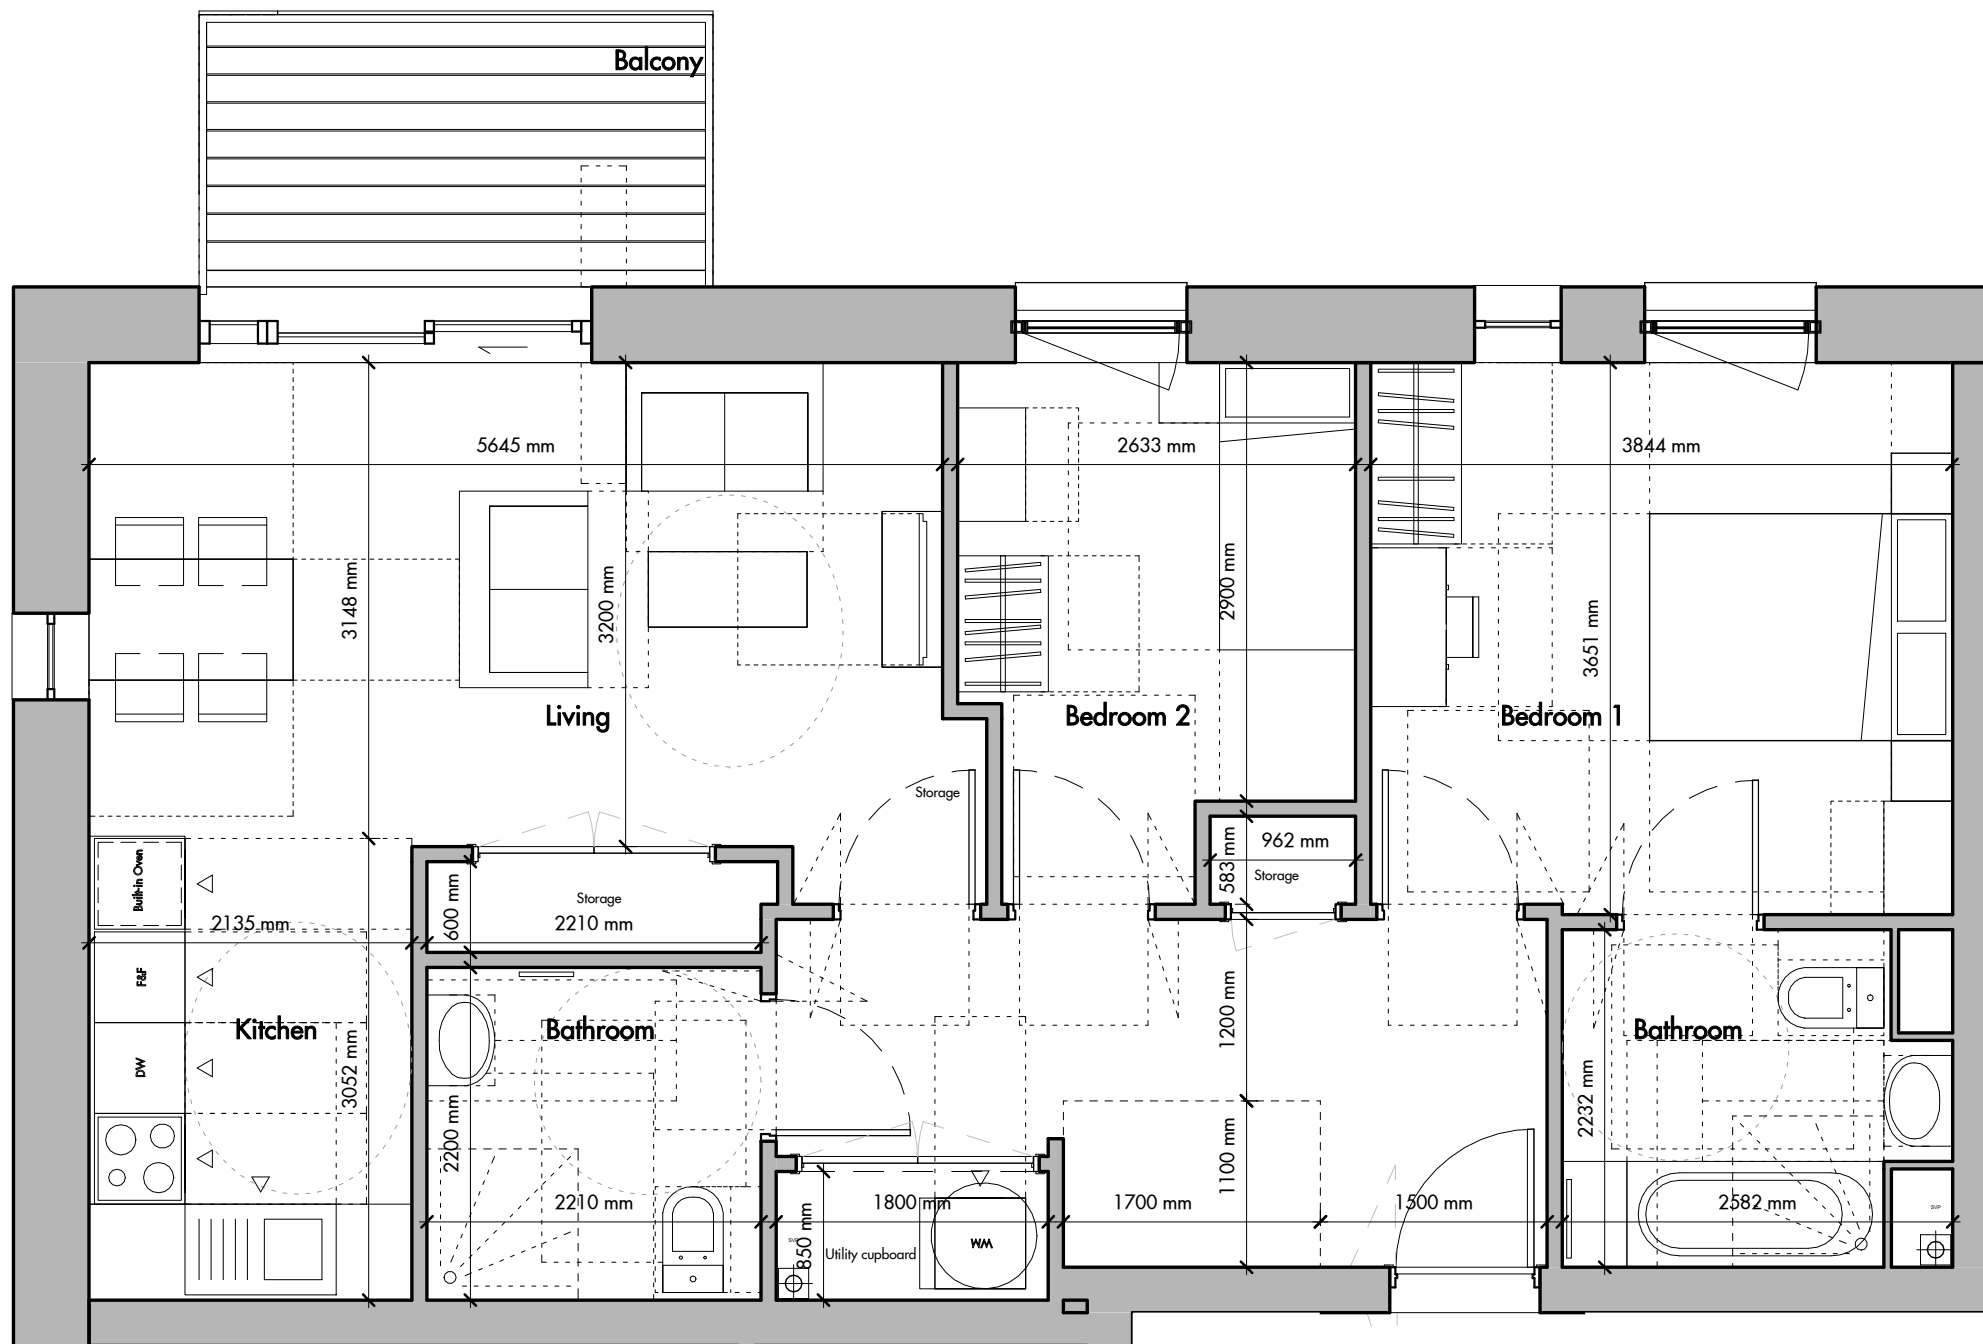 Balcony
5645 mm
2633 mm
3844 mm
3148 mm
3200 mm
2900 mm
3651 mm
Living
Bedroom 2
Bedroom 1
Storage
962 mm
583 mm
Storage
Built-in Oven
2135 mm
600 mm
Storage
2210 mm
F&F
Kitchen
DW
3052 mm
Bathroom
2200 mm
1200 mm
1100 mm
Bathroom
2232 mm
2210 mm
1800 mm
1700 mm
1500 mm
2582 mm
SVP
850 mm
Utility cupboard
WM
SVP